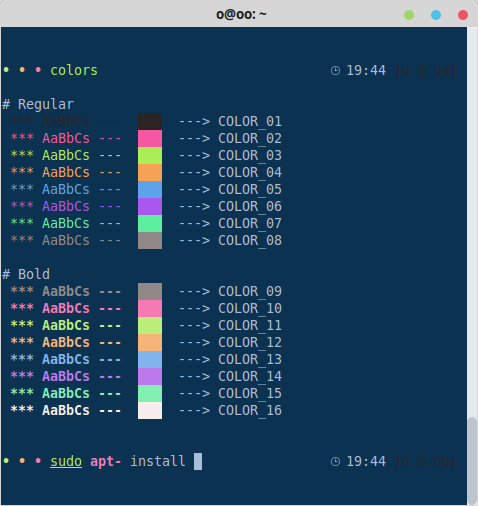 o@oo: ~
• • • colors 19:44 [o @ oo]
# Regular
*** AaBbCs --- ---> COLOR_01
*** AaBbCs --- ---> COLOR_02
*** AaBbCs --- ---> COLOR_03
*** AaBbCs --- ---> COLOR_04
*** AaBbCs --- ---> COLOR_05
*** AaBbCs --- ---> COLOR_06
*** AaBbCs --- ---> COLOR_07
*** AaBbCs --- ---> COLOR_08
# Bold
*** AaBbCs --- ---> COLOR_09
*** AaBbCs --- ---> COLOR_10
*** AaBbCs --- ---> COLOR_11
*** AaBbCs --- ---> COLOR_12
*** AaBbCs --- ---> COLOR_13
*** AaBbCs --- ---> COLOR_14
*** AaBbCs --- ---> COLOR_15
*** AaBbCs --- ---> COLOR_16
• • • sudo apt- install 19:44 [o @ oo]